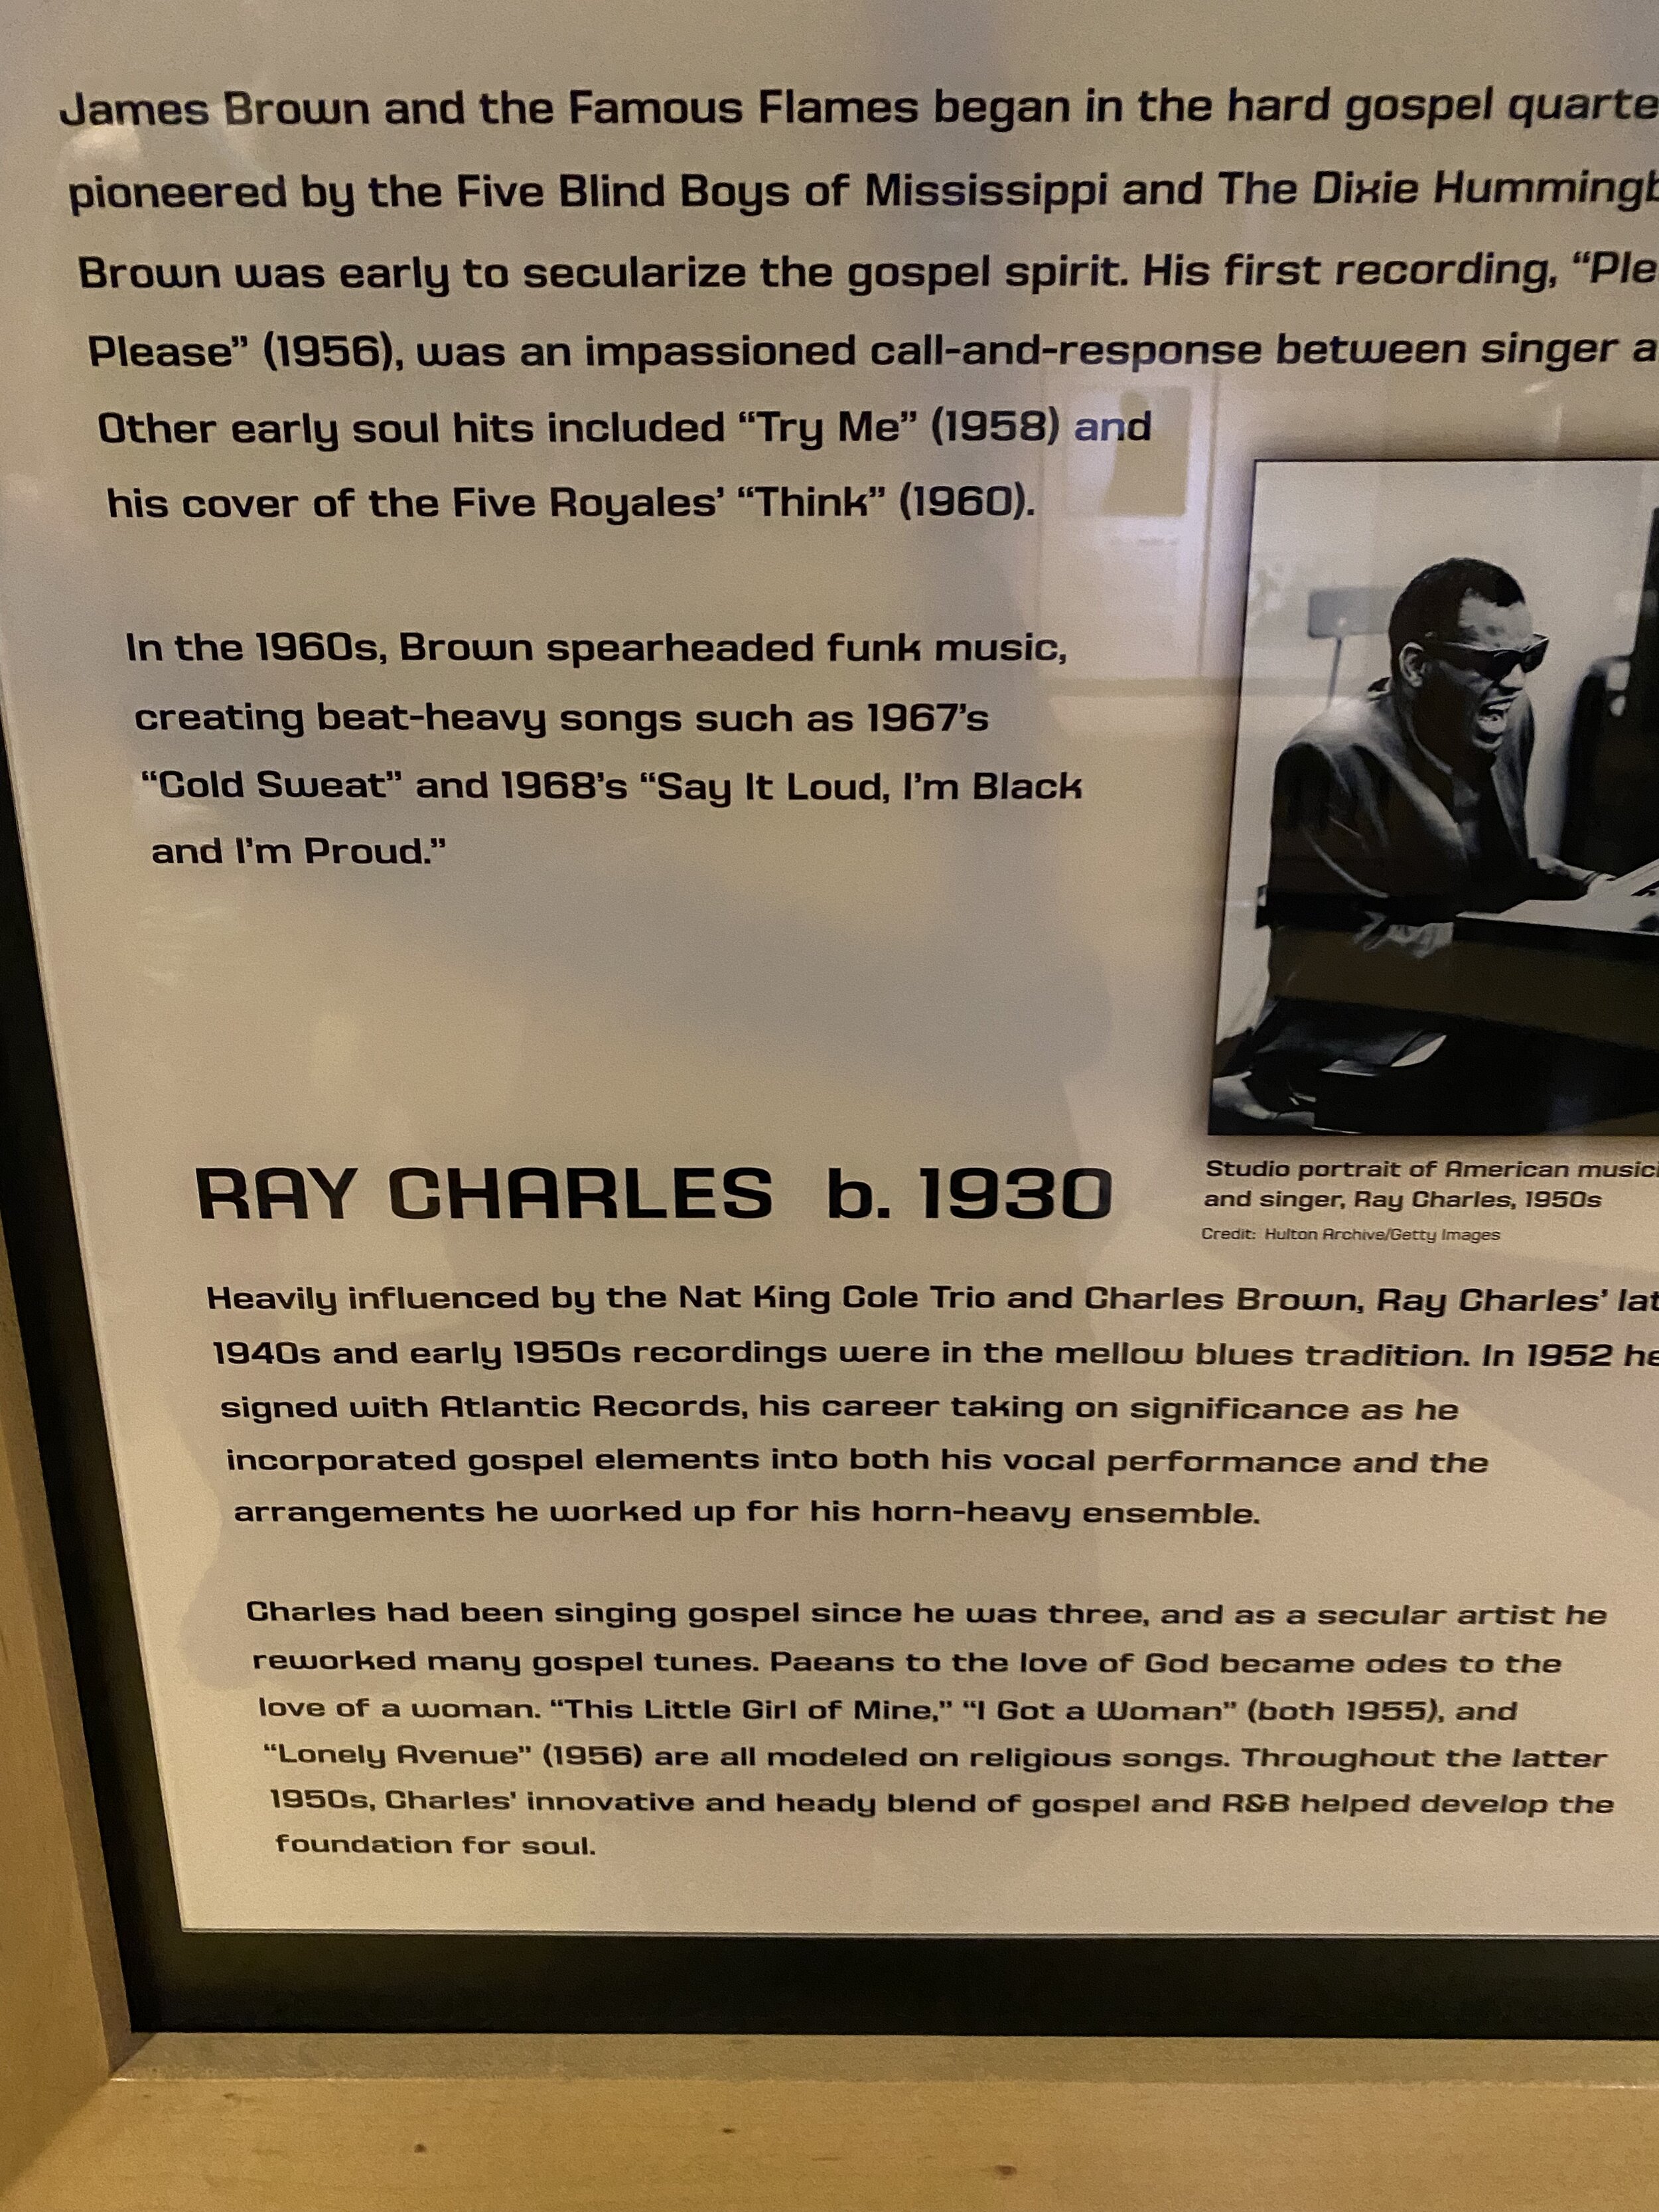 James Brown and the Famous Flames began in the hard gospel
pioneered by the Five Blind Boys of Mississippi and The Dixie
Brown was early to secularize the gospel spirit. His first recording,
Please” (1956), was an impassioned call-and-response between singer
Other early soul hits included “Try Me” (1958) and
his cover of the Five Royales’ “Think” (1960).
In the 1960s, Brown spearheaded funk music,
creating beat-heavy songs such as 1967’s
“Cold Sweat” and 1968’s “Say It Loud, I’m Black
and I’m Proud.”
Studio portrait of American
and singer, Ray Charles, 1950s
Credit: Hulton Archive/Getty Images
RAY CHARLES b. 1930
Heavily influenced by the Nat King Cole Trio and Charles Brown, Ray Charles’
1940s and early 1950s recordings were in the mellow blues tradition. In 1952 he
signed with Atlantic Records, his career taking on significance as he
incorporated gospel elements into both his vocal performance and the
arrangements he worked up for his horn-heavy ensemble.
Charles had been singing gospel since he was three, and as a secular artist he
reworked many gospel tunes. Paeans to the love of God became odes to the
love of a woman. “This Little Girl of Mine,” “I Got a Woman” (both 1955), and
“Lonely Avenue” (1956) are all modeled on religious songs. Throughout the latter
1950s, Charles’ innovative and heady blend of gospel and R&B helped develop the
foundation for soul.